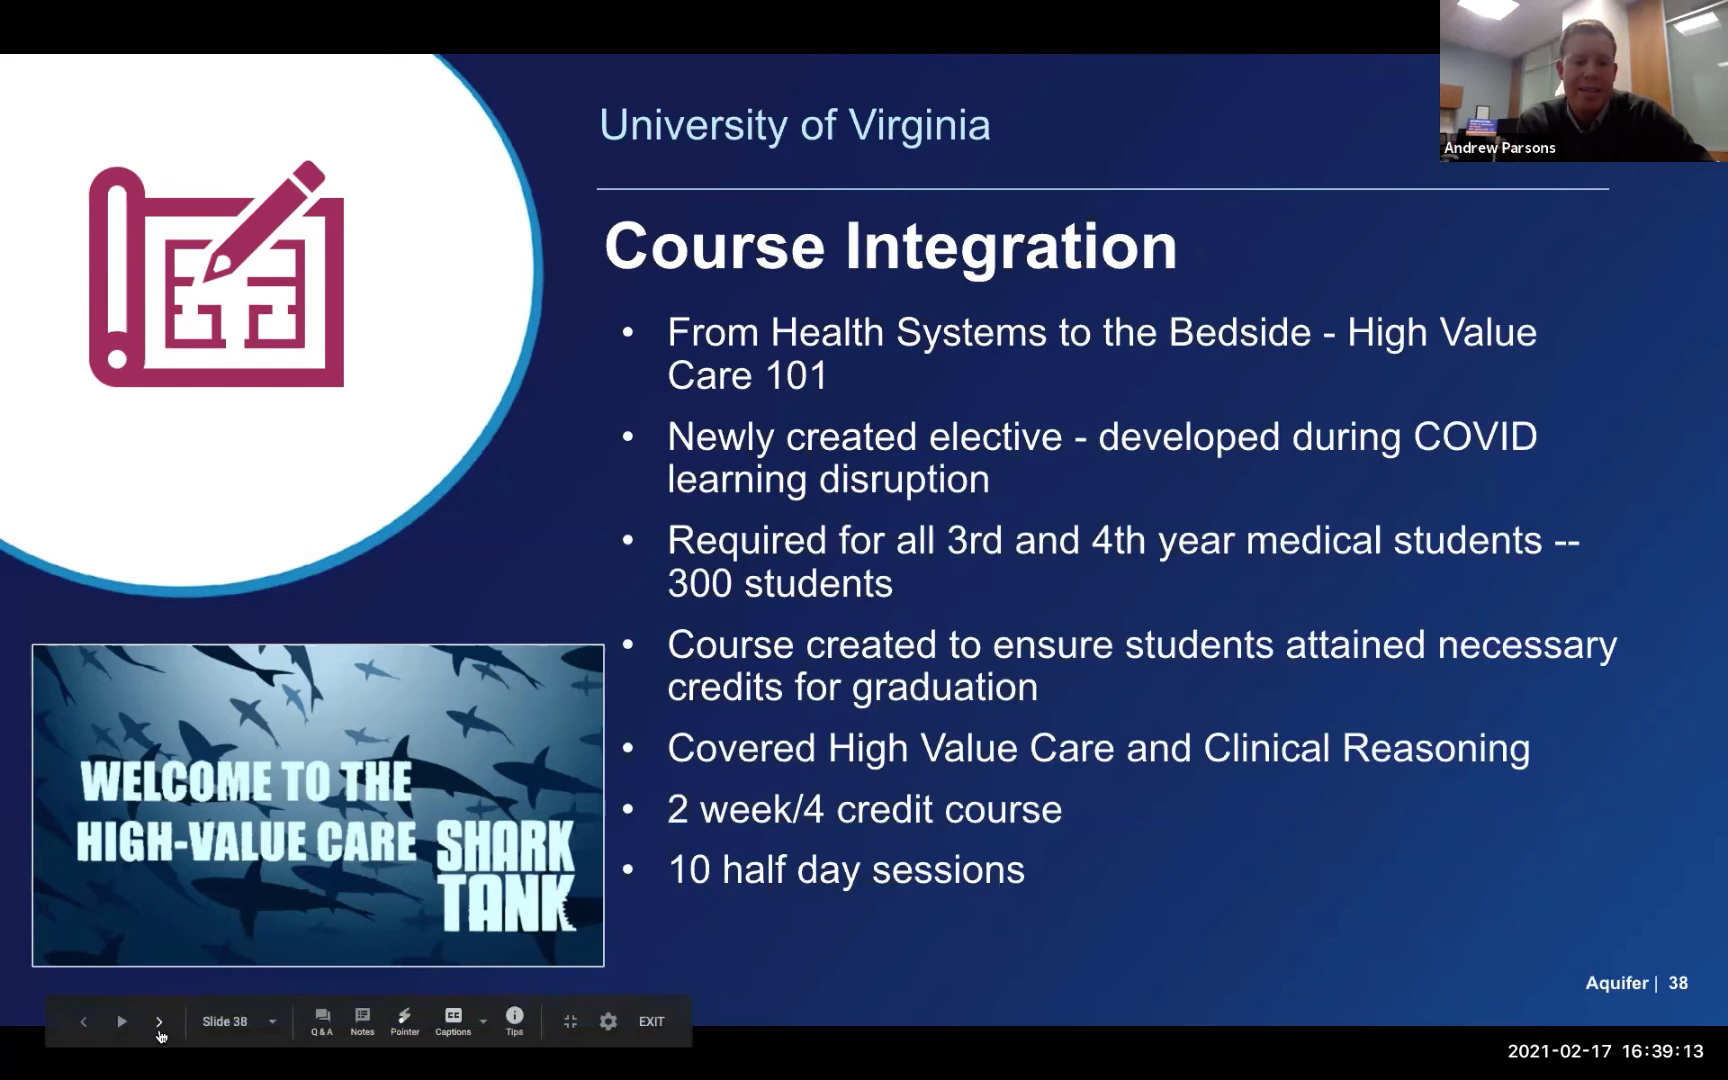 University of Virginia
Andrew Parsons
Course Integration
• From Health Systems to the Bedside - High Value
Care 101
• Newly created elective - developed during COVID
learning disruption
• Required for all 3rd and 4th year medical students --
300 students
• Course created to ensure students attained necessary
credits for graduation
• Covered High Value Care and Clinical Reasoning
• 2 week/4 credit course
• 10 half day sessions
WELCOME TO THE
HIGH-VALUE CARE SHARK
TANK
Aquifer | 38
Slide 38
Q & A
Notes
Pointer
Captions
Tips
EXIT
2021-02-17 16:39:13